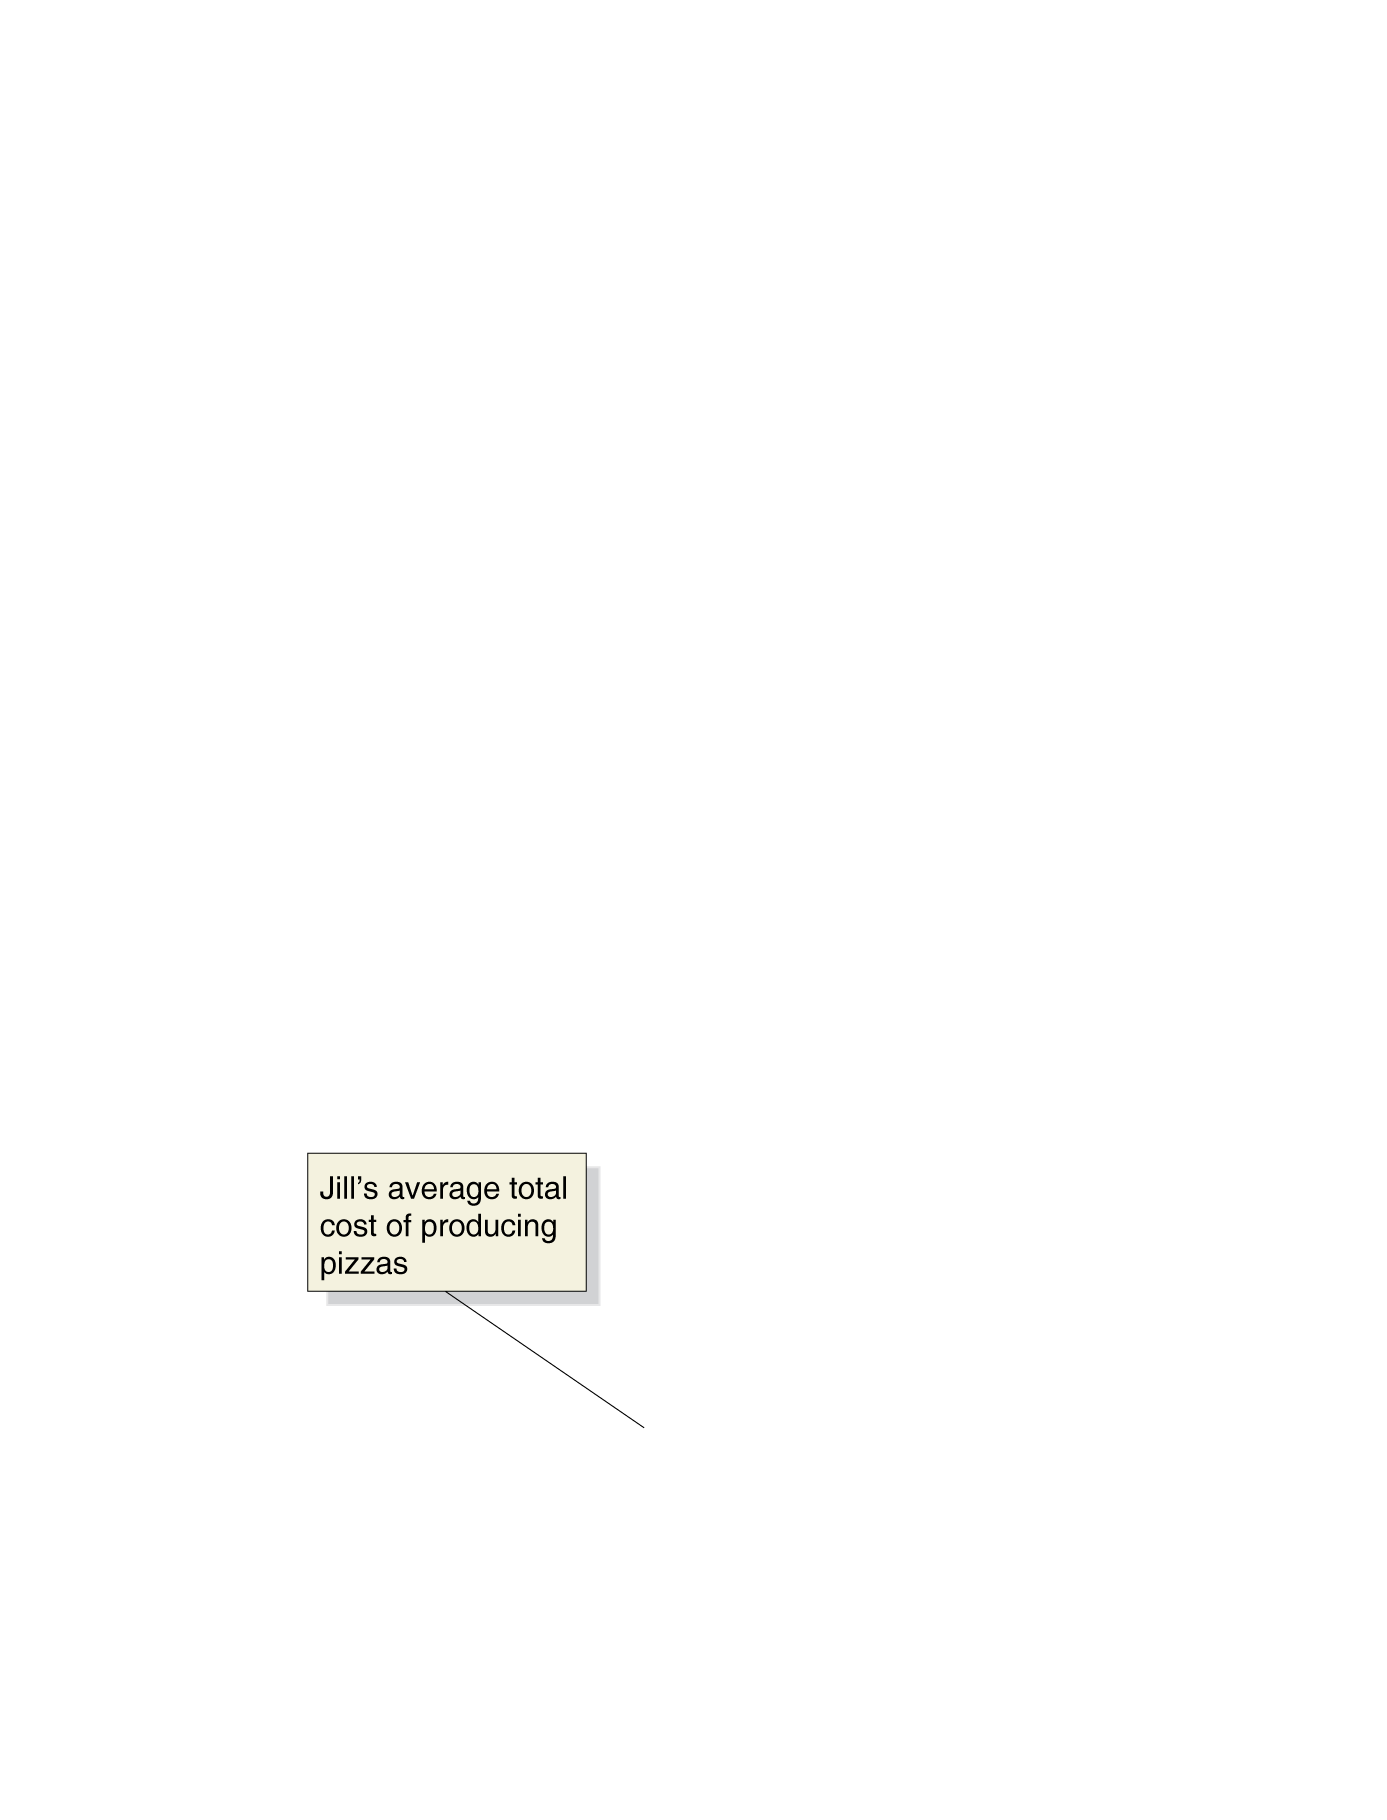 Jill’s average total
cost of producing
pizzas